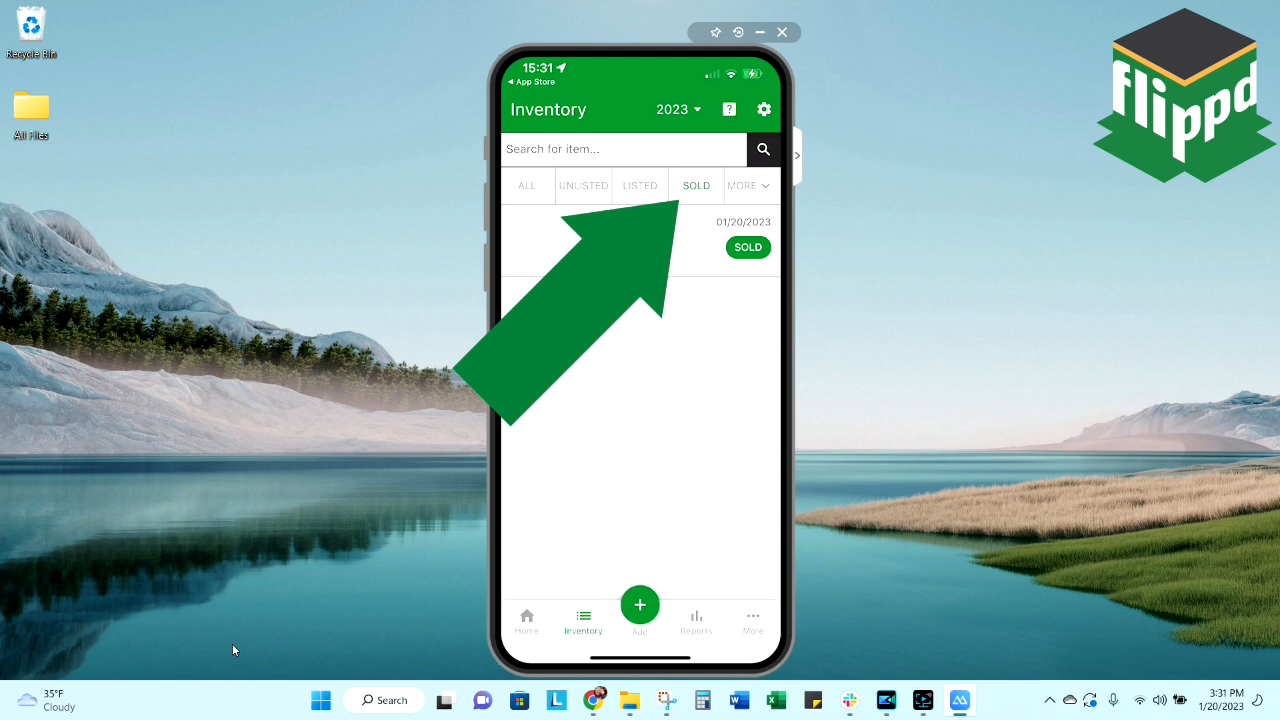 Recycle Bin
All Files
flippd
15:31
App Store
Inventory
2023
Search for item...
ALL
UNLISTED
LISTED
SOLD
MORE
01/20/2023
SOLD
Home
Inventory
Add
Reports
More
35°F
Cloudy
Search
3:31 PM
1/20/2023